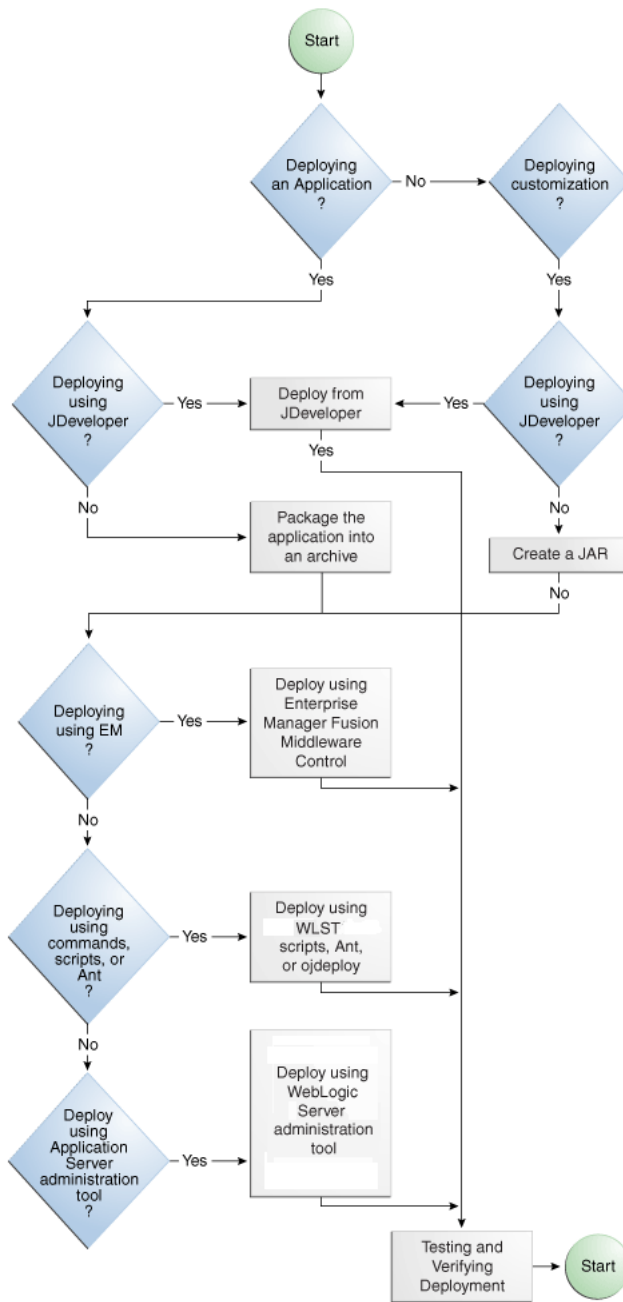 Start
Deploying
an Application
?
No
Deploying
customization
?
Yes
Yes
Deploying
using
JDeveloper
?
Yes
Deploy from
JDeveloper
Yes
Deploying
using
JDeveloper
?
Yes
No
No
Package the
application into
an archive
Create a JAR
No
Deploying
using EM
?
Yes
Deploy using
Enterprise
Manager Fusion
Middleware
Control
No
Deploying
using
commands,
scripts, or
Ant
?
Yes
Deploy using
WLST
scripts, Ant,
or ojdeploy
No
Deploy
using
Application
Server
administration
tool
?
Yes
Deploy using
WebLogic
Server
administration
tool
Testing and
Verifying
Deployment
Start